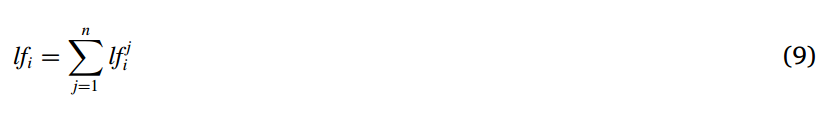 $lf_i = \sum_{j=1}^{n} lf_i^j$ (9)